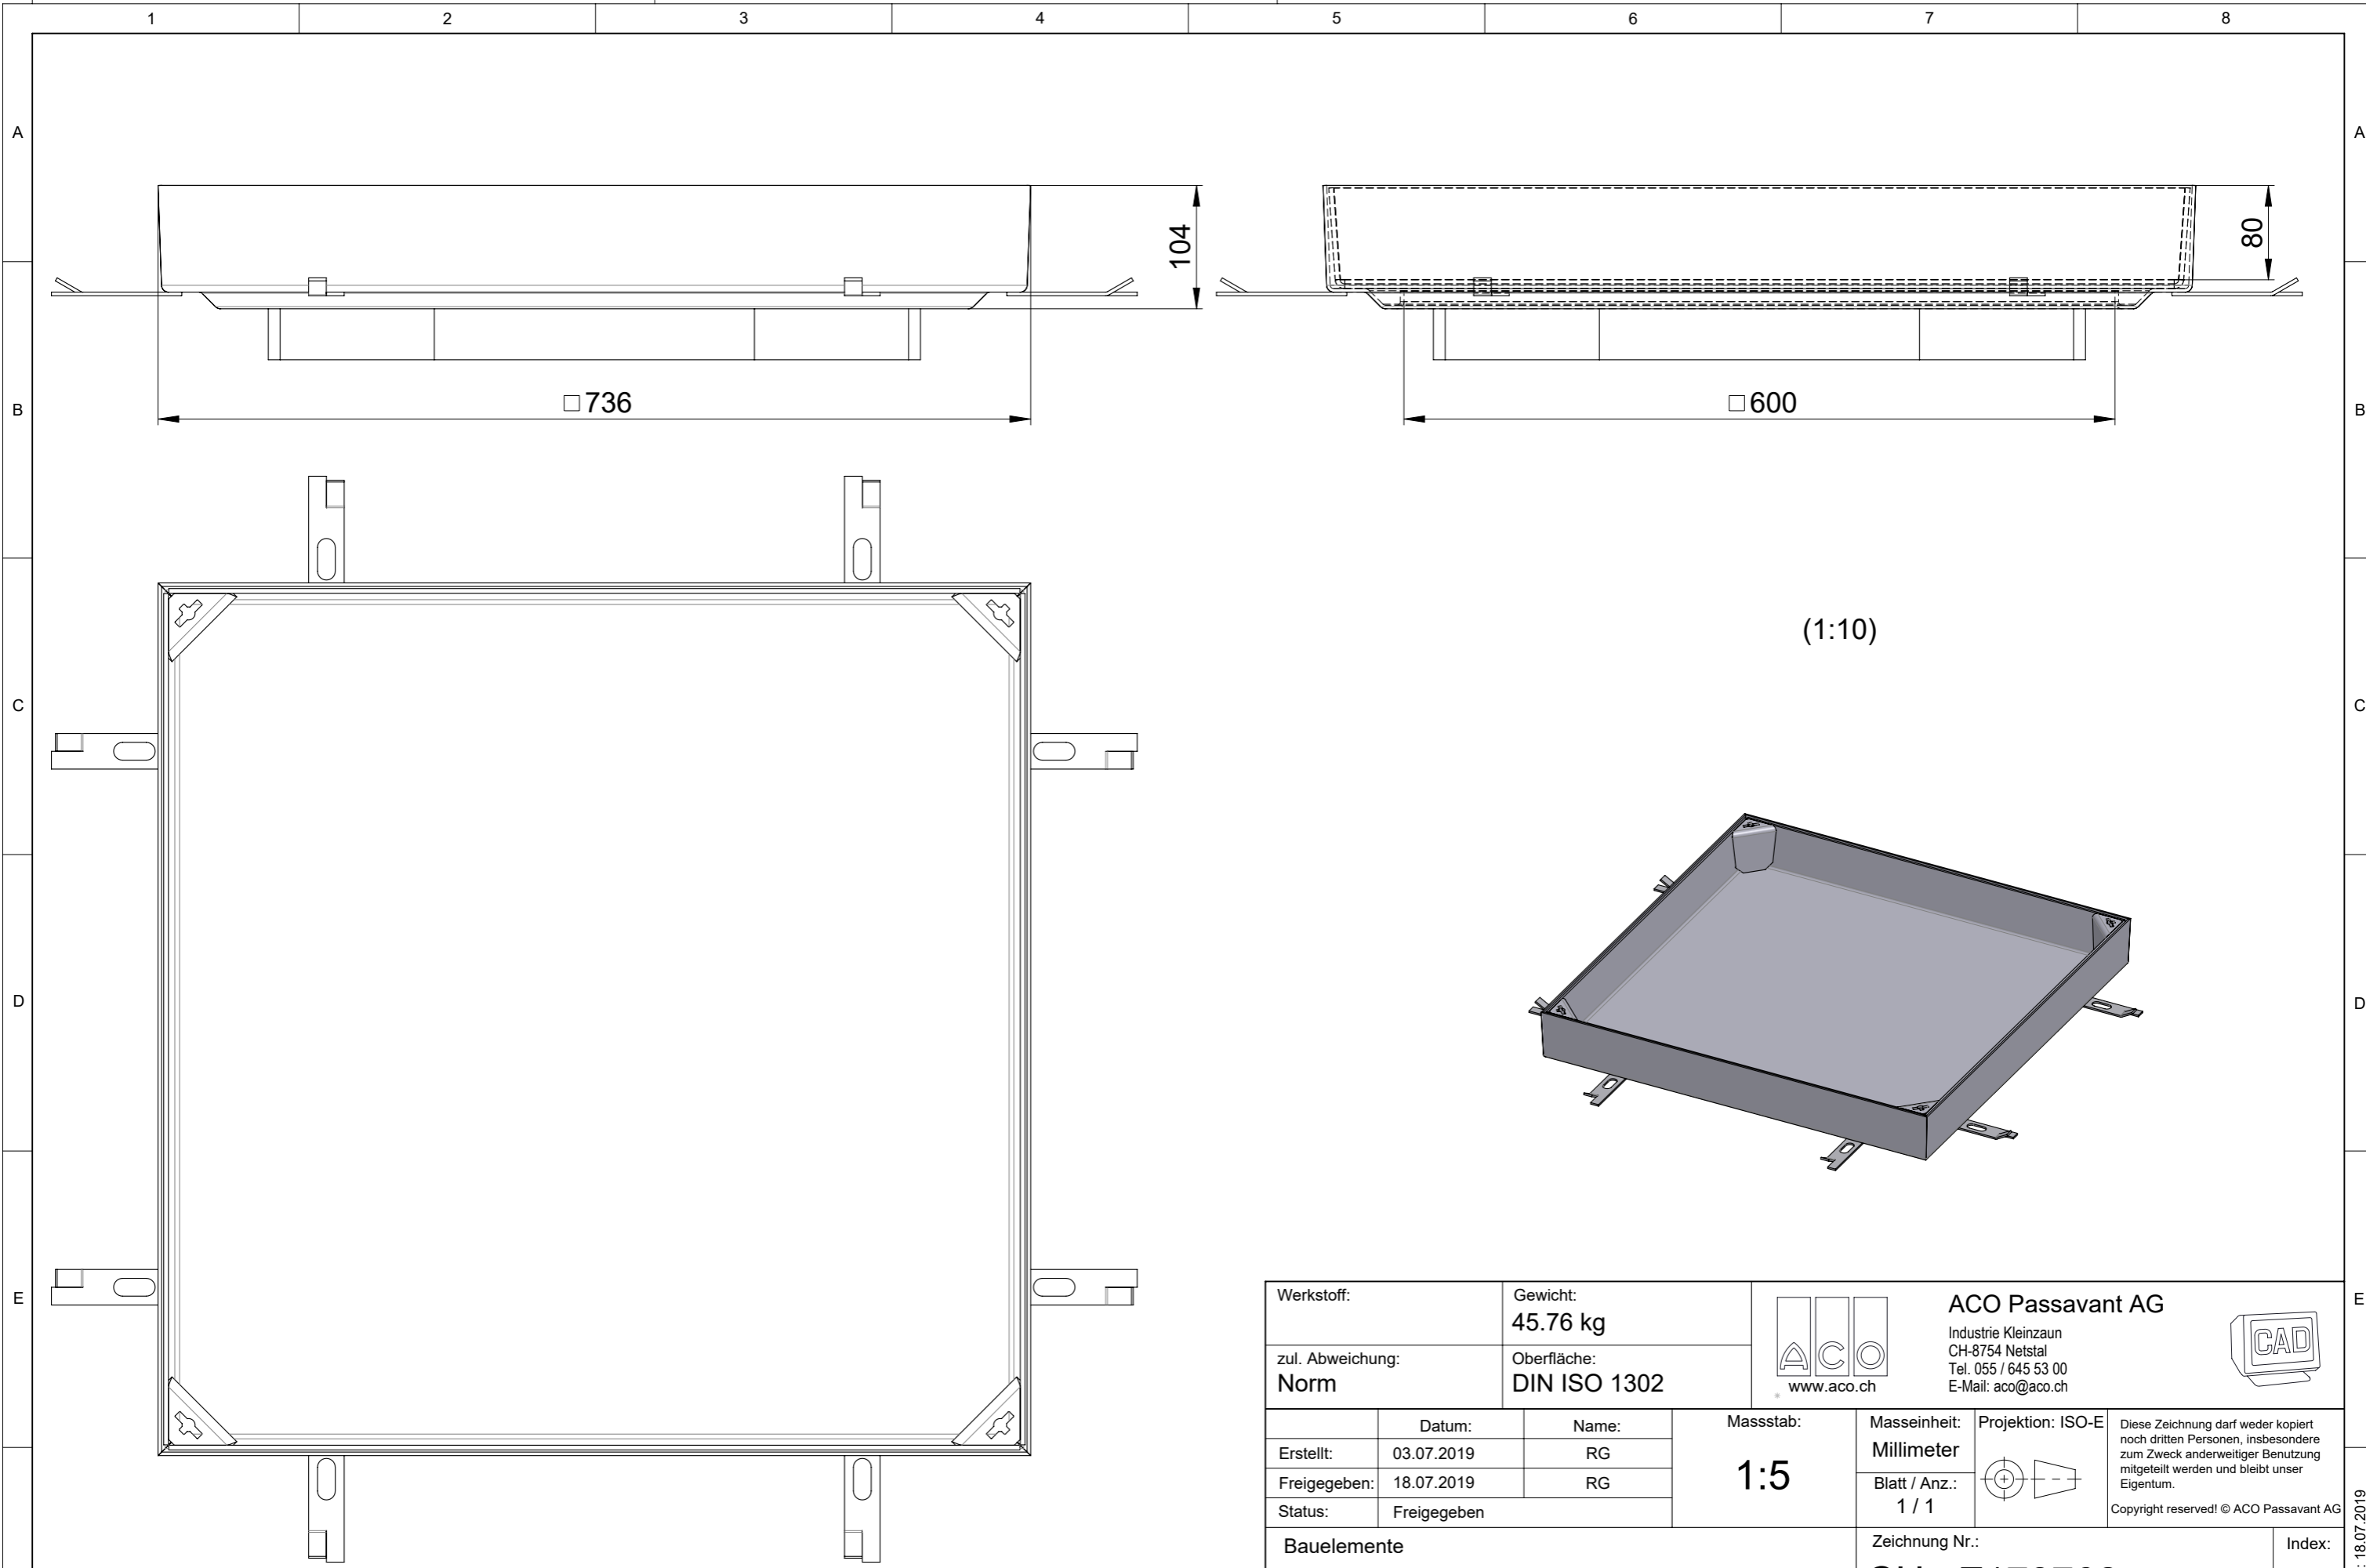 1 2 3 4 5 6 7 8
A A
104
80
□736
□600
B B
(1:10)
C C
D D
E E
Werkstoff:
Gewicht:
45.76 kg
zul. Abweichung:
Norm
Oberfläche:
DIN ISO 1302
ACO
www.aco.ch
ACO Passavant AG
Industrie Kleinzaun
CH-8754 Netstal
Tel. 055 / 645 53 00
E-Mail: aco@aco.ch
CAD
Datum: Name:
Erstellt: 03.07.2019 RG
Freigegeben: 18.07.2019 RG
Status: Freigegeben
Massstab:
1:5
Masseinheit:
Millimeter
Blatt / Anz.:
1 / 1
Projektion: ISO-E
Diese Zeichnung darf weder kopiert
noch dritten Personen, insbesondere
zum Zweck anderweitiger Benutzung
mitgeteilt werden und bleibt unser
Eigentum.
Copyright reserved! © ACO Passavant AG
Bauelemente
Zeichnung Nr.:
Index:
18.07.2019